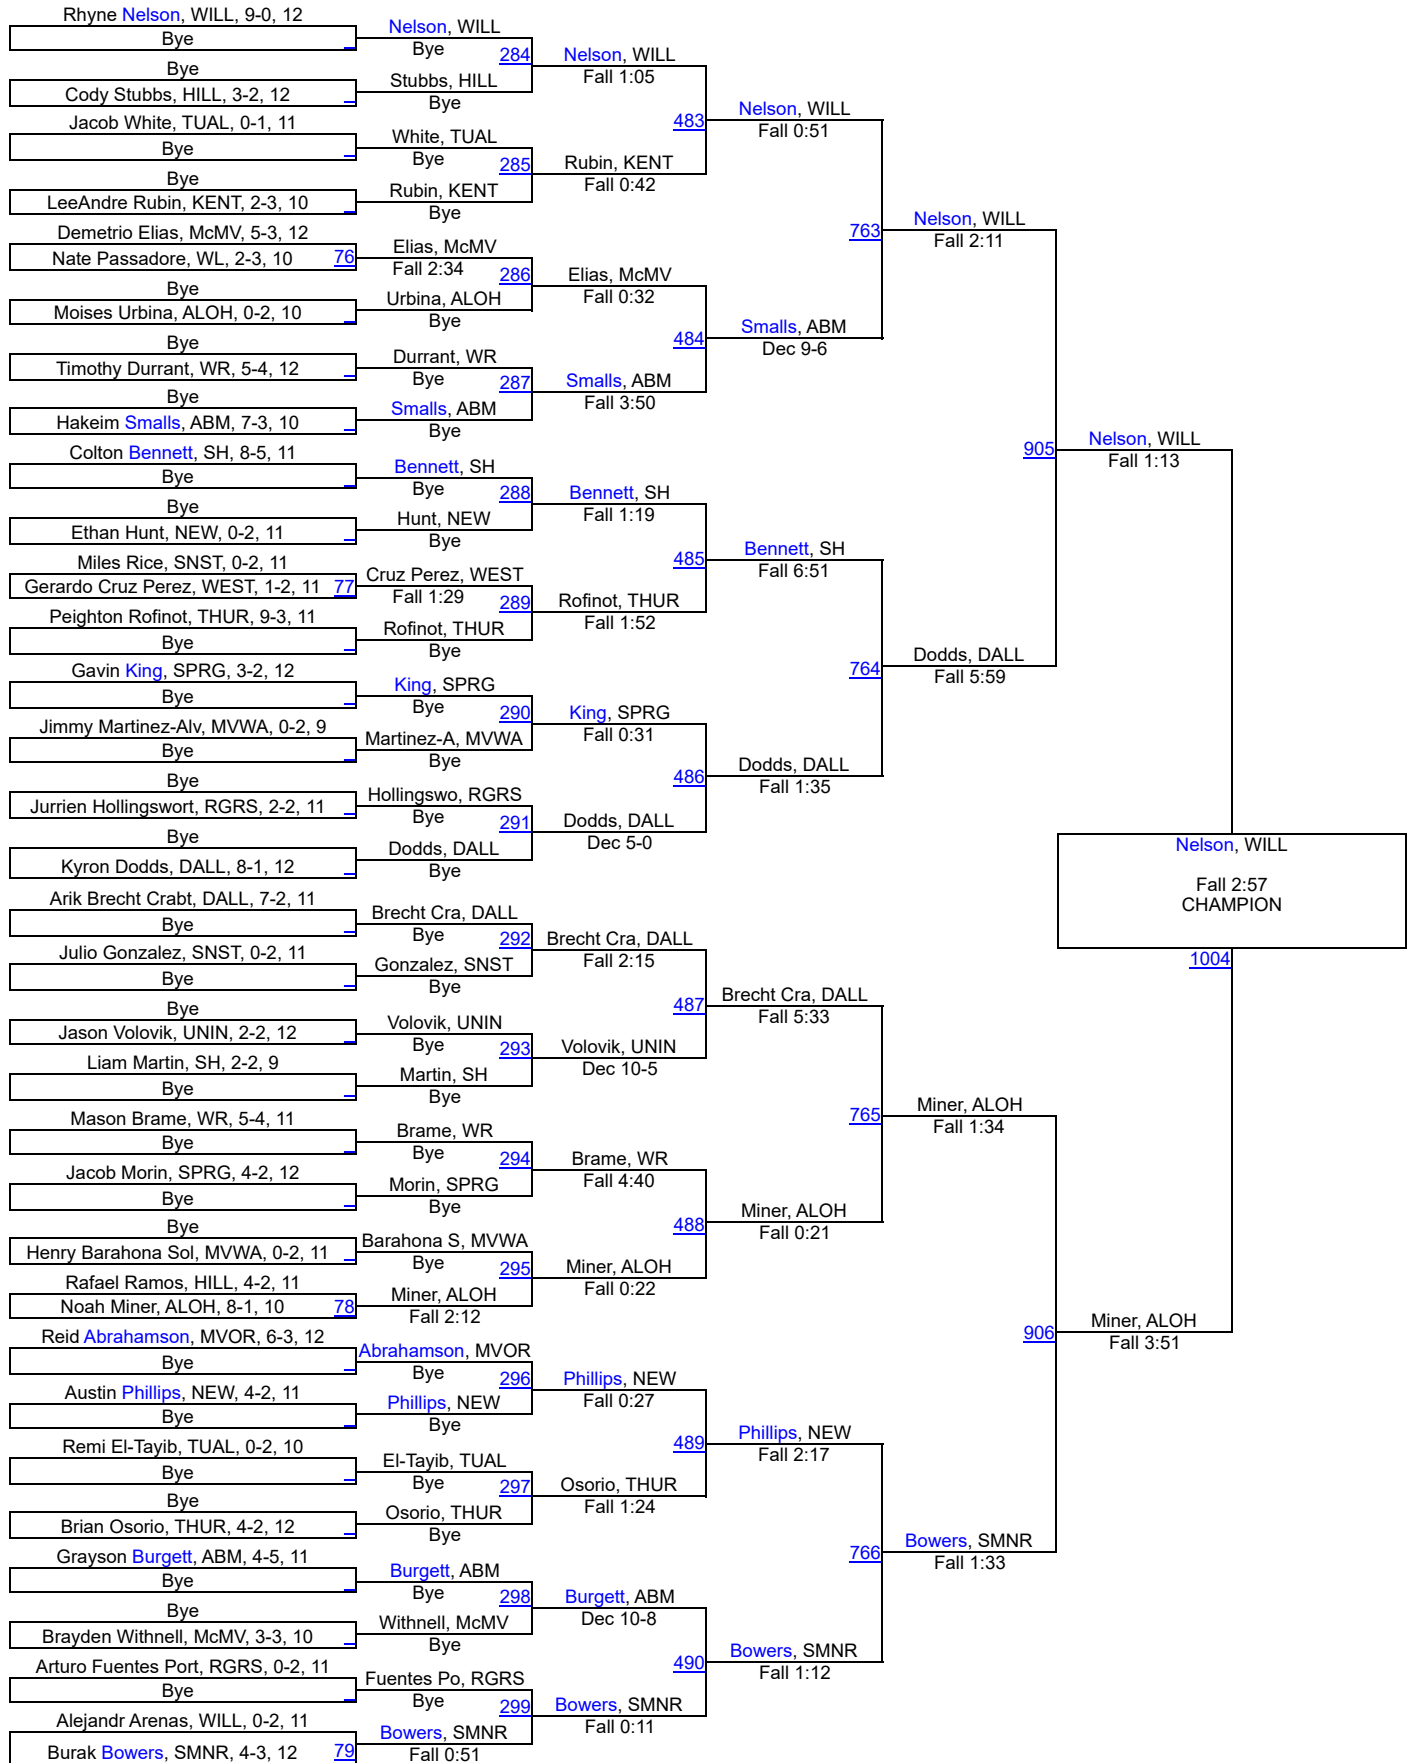 Rhyne Nelson, WILL, 9-0, 12
Bye
Bye
Cody Stubbs, HILL, 3-2, 12
Jacob White, TUAL, 0-1, 11
Bye
Bye
LeeAndre Rubin, KENT, 2-3, 10
Demetrio Elias, McMV, 5-3, 12
Nate Passadore, WL, 2-3, 10 76
Bye
Moises Urbina, ALOH, 0-2, 10
Bye
Timothy Durrant, WR, 5-4, 12
Bye
Hakeim Smalls, ABM, 7-3, 10
Colton Bennett, SH, 8-5, 11
Bye
Bye
Ethan Hunt, NEW, 0-2, 11
Miles Rice, SNST, 0-2, 11
Gerardo Cruz Perez, WEST, 1-2, 11 77
Peighton Rofinot, THUR, 9-3, 11
Bye
Gavin King, SPRG, 3-2, 12
Bye
Jimmy Martinez-Alv, MVWA, 0-2, 9
Bye
Bye
Jurrien Hollingswort, RGRS, 2-2, 11
Bye
Kyron Dodds, DALL, 8-1, 12
Arik Brecht Crabt, DALL, 7-2, 11
Bye
Julio Gonzalez, SNST, 0-2, 11
Bye
Bye
Jason Volovik, UNIN, 2-2, 12
Liam Martin, SH, 2-2, 9
Bye
Mason Brame, WR, 5-4, 11
Bye
Jacob Morin, SPRG, 4-2, 12
Bye
Bye
Henry Barahona Sol, MVWA, 0-2, 11
Rafael Ramos, HILL, 4-2, 11
Noah Miner, ALOH, 8-1, 10 78
Reid Abrahamson, MVOR, 6-3, 12
Bye
Austin Phillips, NEW, 4-2, 11
Bye
Remi El-Tayib, TUAL, 0-2, 10
Bye
Bye
Brian Osorio, THUR, 4-2, 12
Grayson Burgett, ABM, 4-5, 11
Bye
Bye
Brayden Withnell, McMV, 3-3, 10
Arturo Fuentes Port, RGRS, 0-2, 11
Bye
Alejandr Arenas, WILL, 0-2, 11
Burak Bowers, SMNR, 4-3, 12 79
Nelson, WILL
Bye
284
Stubbs, HILL
Bye
White, TUAL
Bye
285
Rubin, KENT
Bye
Elias, McMV
Fall 2:34
286
Urbina, ALOH
Bye
Durrant, WR
Bye
287
Smalls, ABM
Bye
Bennett, SH
Bye
288
Hunt, NEW
Bye
Cruz Perez, WEST
Fall 1:29
289
Rofinot, THUR
Bye
King, SPRG
Bye
290
Martinez-A, MVWA
Bye
Hollingswo, RGRS
Bye
291
Dodds, DALL
Bye
Brecht Cra, DALL
Bye
292
Gonzalez, SNST
Bye
Volovik, UNIN
Bye
293
Martin, SH
Bye
Brame, WR
Bye
294
Morin, SPRG
Bye
Barahona S, MVWA
Bye
295
Miner, ALOH
Fall 2:12
Abrahamson, MVOR
Bye
296
Phillips, NEW
Bye
El-Tayib, TUAL
Bye
297
Osorio, THUR
Bye
Burgett, ABM
Bye
298
Withnell, McMV
Bye
Fuentes Po, RGRS
Bye
299
Bowers, SMNR
Fall 0:51
Nelson, WILL
Fall 1:05
483
Rubin, KENT
Fall 0:42
Elias, McMV
Fall 0:32
484
Smalls, ABM
Fall 3:50
Bennett, SH
Fall 1:19
485
Rofinot, THUR
Fall 1:52
King, SPRG
Fall 0:31
486
Dodds, DALL
Dec 5-0
Brecht Cra, DALL
Fall 2:15
487
Volovik, UNIN
Dec 10-5
Brame, WR
Fall 4:40
488
Miner, ALOH
Fall 0:22
Phillips, NEW
Fall 0:27
489
Osorio, THUR
Fall 1:24
Burgett, ABM
Dec 10-8
490
Bowers, SMNR
Fall 0:11
Nelson, WILL
Fall 0:51
763
Smalls, ABM
Dec 9-6
Bennett, SH
Fall 6:51
764
Dodds, DALL
Fall 1:35
Brecht Cra, DALL
Fall 5:33
765
Miner, ALOH
Fall 0:21
Phillips, NEW
Fall 2:17
766
Bowers, SMNR
Fall 1:12
Nelson, WILL
Fall 2:11
905
Dodds, DALL
Fall 5:59
Miner, ALOH
Fall 1:34
906
Bowers, SMNR
Fall 1:33
Nelson, WILL
Fall 1:13
Miner, ALOH
Fall 3:51
Nelson, WILL
Fall 2:57
CHAMPION
1004